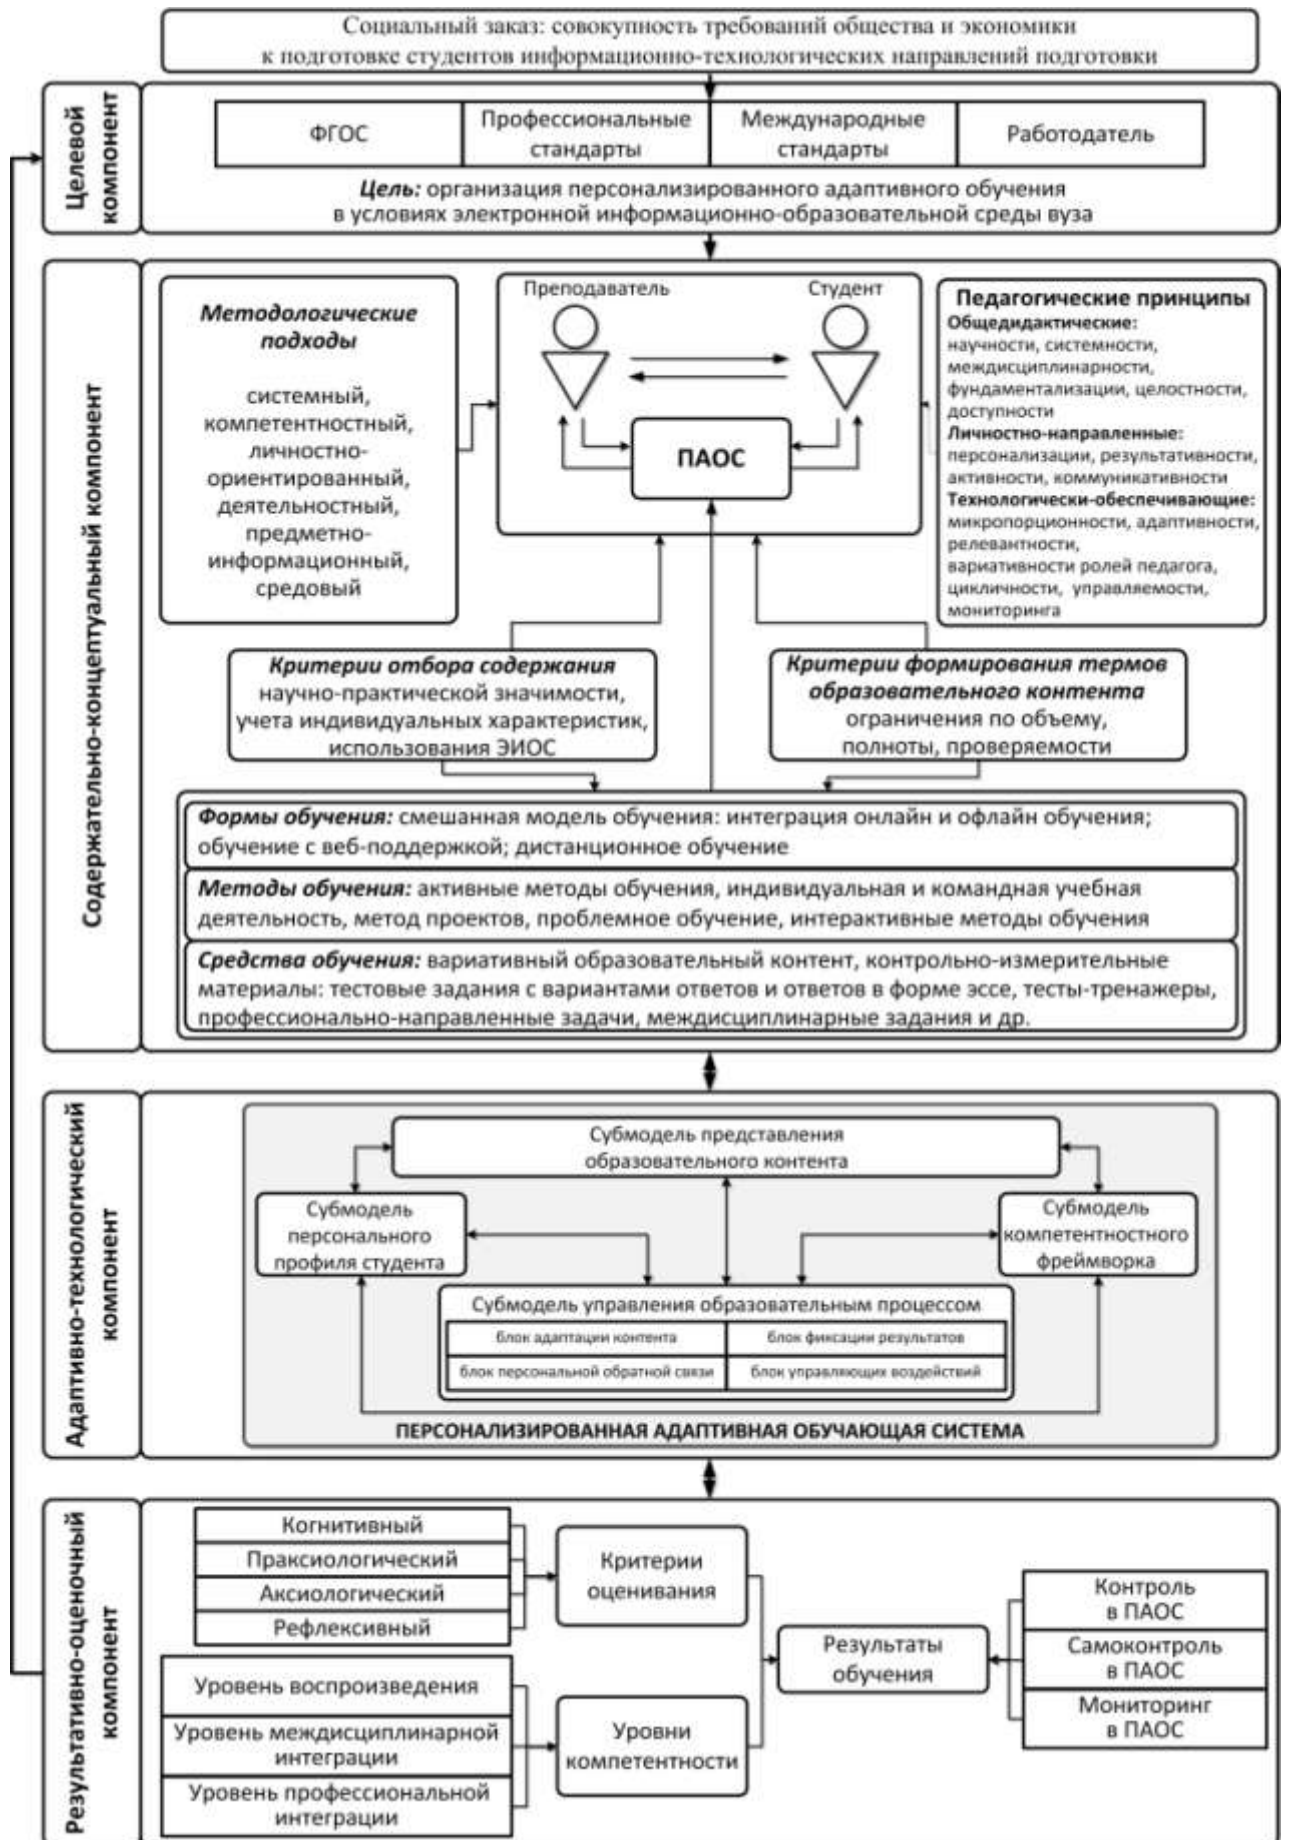 Социальный заказ: совокупность требований общества и экономики
к подготовке студентов информационно-технологических направлений подготовки
Целевой
компонент
ФГОС
Профессиональные
стандарты
Международные
стандарты
Работодатель
Цель: организация персонализированного адаптивного обучения
в условиях электронной информационно-образовательной среды вуза
Содержательно-концептуальный компонент
Методологические
подходы
системный,
компетентностный,
личностно-
ориентированный,
деятельностный,
предметно-
информационный,
средовый
Преподаватель
Студент
ПАОС
Педагогические принципы
Общедидактические:
научности, системности,
междисциплинарности,
фундаментализации, целостности,
доступности
Личностно-направленные:
персонализации, результативности,
активности, коммуникативности
Технологически-обеспечивающие:
микропорционности, адаптивности,
релевантности,
вариативности ролей педагога,
цикличности, управляемости,
мониторинга
Критерии отбора содержания
научно-практической значимости,
учета индивидуальных характеристик,
использования ЭИОС
Критерии формирования термов
образовательного контента
ограничения по объему,
полноты, проверяемости
Формы обучения: смешанная модель обучения: интеграция онлайн и офлайн обучения;
обучение с веб-поддержкой; дистанционное обучение
Методы обучения: активные методы обучения, индивидуальная и командная учебная
деятельность, метод проектов, проблемное обучение, интерактивные методы обучения
Средства обучения: вариативный образовательный контент, контрольно-измерительные
материалы: тестовые задания с вариантами ответов и ответов в форме эссе, тесты-тренажеры,
профессионально-направленные задачи, междисциплинарные задания и др.
Адаптивно-технологический
компонент
Субмодель представления
образовательного контента
Субмодель
персонального
профиля студента
Субмодель
компетентностного
фреймворка
Субмодель управления образовательным процессом
блок адаптации контента
блок фиксации результатов
блок персональной обратной связи
блок управляющих воздействий
ПЕРСОНАЛИЗИРОВАННАЯ АДАПТИВНАЯ ОБУЧАЮЩАЯ СИСТЕМА
Результативно-оценочный
компонент
Когнитивный
Праксиологический
Аксиологический
Рефлексивный
Критерии
оценивания
Уровень воспроизведения
Уровень междисциплинарной
интеграции
Уровень профессиональной
интеграции
Уровни
компетентности
Результаты
обучения
Контроль
в ПАОС
Самоконтроль
в ПАОС
Мониторинг
в ПАОС